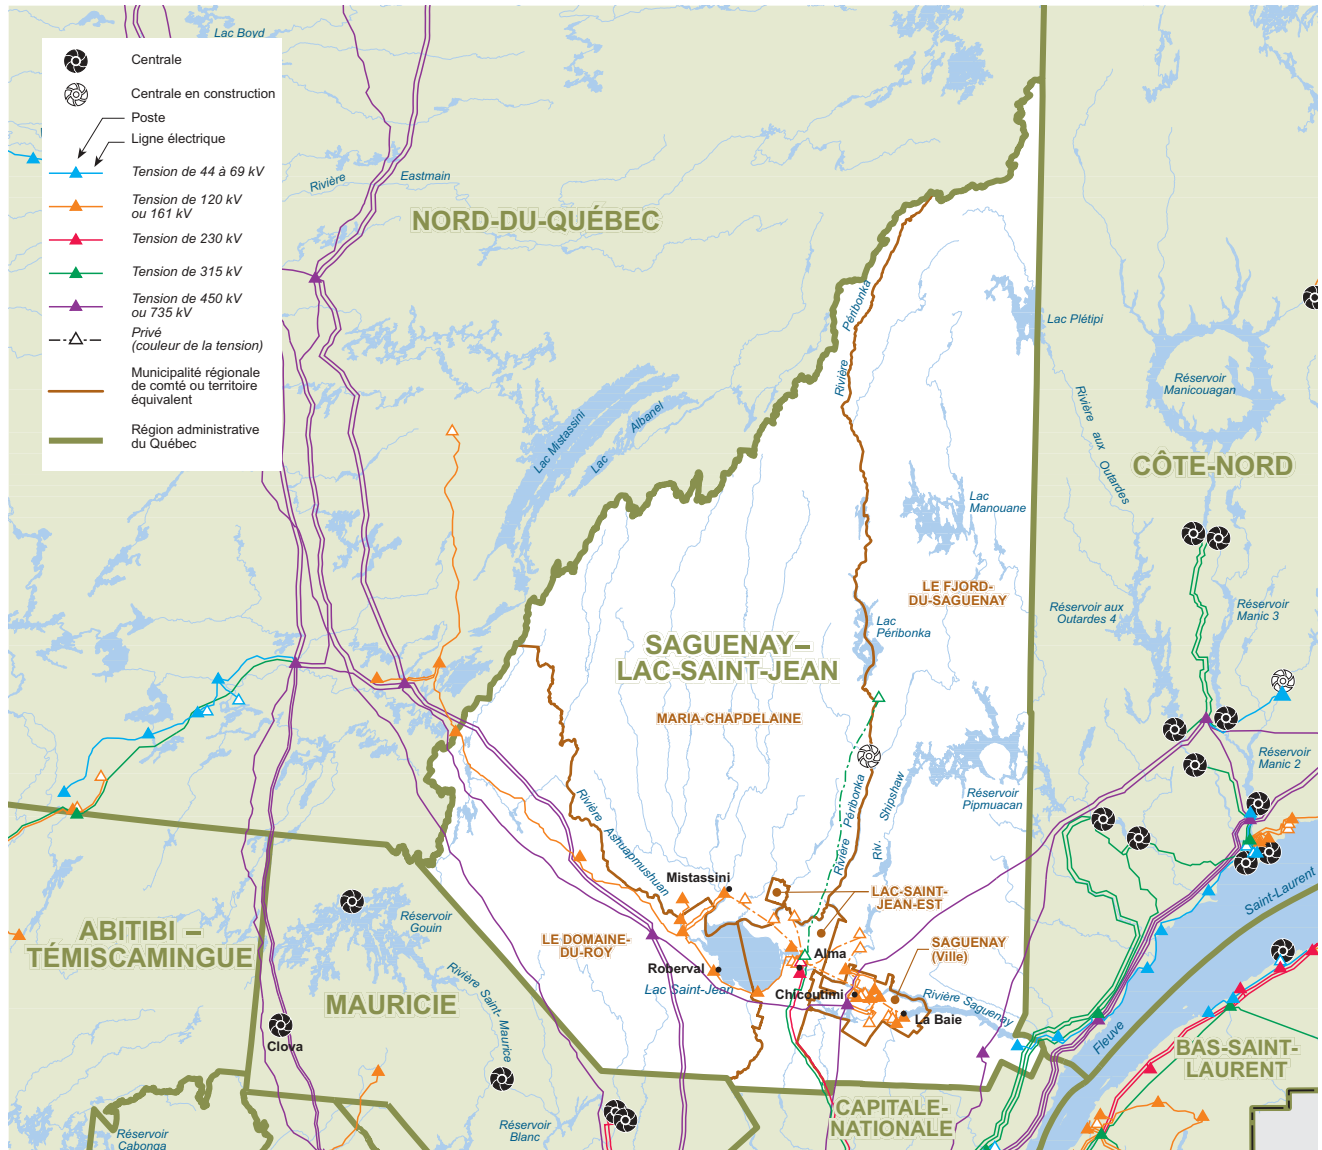 Centrale
Centrale en construction
Poste
Ligne électrique
Tension de 44 à 69 kV
Tension de 120 kV
ou 161 kV
Tension de 230 kV
Tension de 315 kV
Tension de 450 kV
ou 735 kV
Privé
(couleur de la tension)
Municipalité régionale
de comté ou territoire
équivalent
Région administrative
du Québec
Lac Boyd
Rivière
Eastmain
NORD-DU-QUÉBEC
Lac Mistassini
Lac
Albanel
Rivière
Péribonka
Lac Plétipi
Rivière aux
Outardes
Réservoir
Manicouagan
CÔTE-NORD
Lac
Manouane
LE FJORD-
DU-SAGUENAY
Réservoir aux
Outardes 4
Réservoir
Manic 3
Lac
Péribonka
SAGUENAY–
LAC-SAINT-JEAN
MARIA-CHAPDELAINE
Réservoir
Manic 2
Réservoir
Pipmuacan
Riv.
Shipshaw
Rivière
Péribonka
Rivière
Ashuapmushuan
Mistassini
LAC-SAINT-
JEAN-EST
Saint-Laurent
Fleuve
ABITIBI –
TÉMISCAMINGUE
Réservoir
Gouin
LE DOMAINE-
DU-ROY
SAGUENAY
(Ville)
Alma
Roberval
Lac Saint-Jean
Chicoutimi
Rivière Saguenay
La Baie
MAURICIE
Rivière Saint-
Maurice
Clova
BAS-SAINT-
LAURENT
CAPITALE-
NATIONALE
Réservoir
Blanc
Réservoir
Cabonga